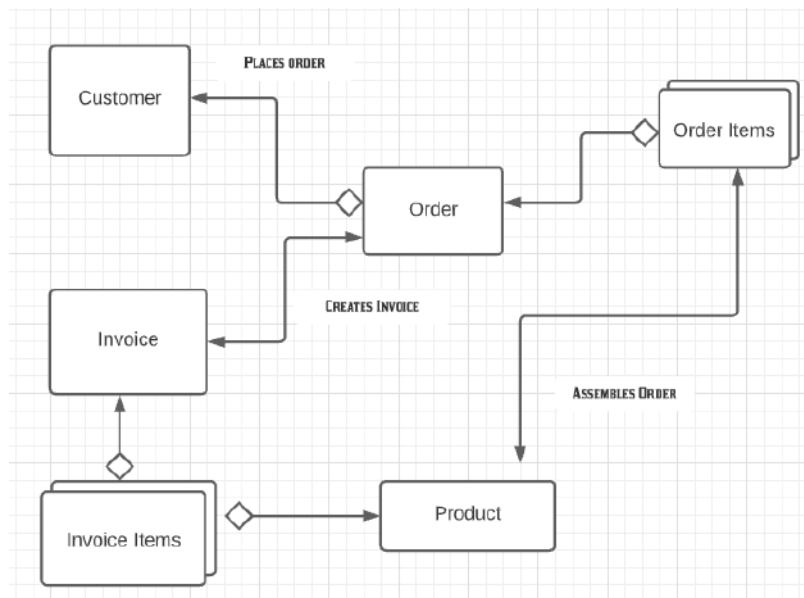 PLACES ORDER
Customer
Order Items
Order
CREATES INVOICE
Invoice
ASSEMBLES ORDER
Product
Invoice Items